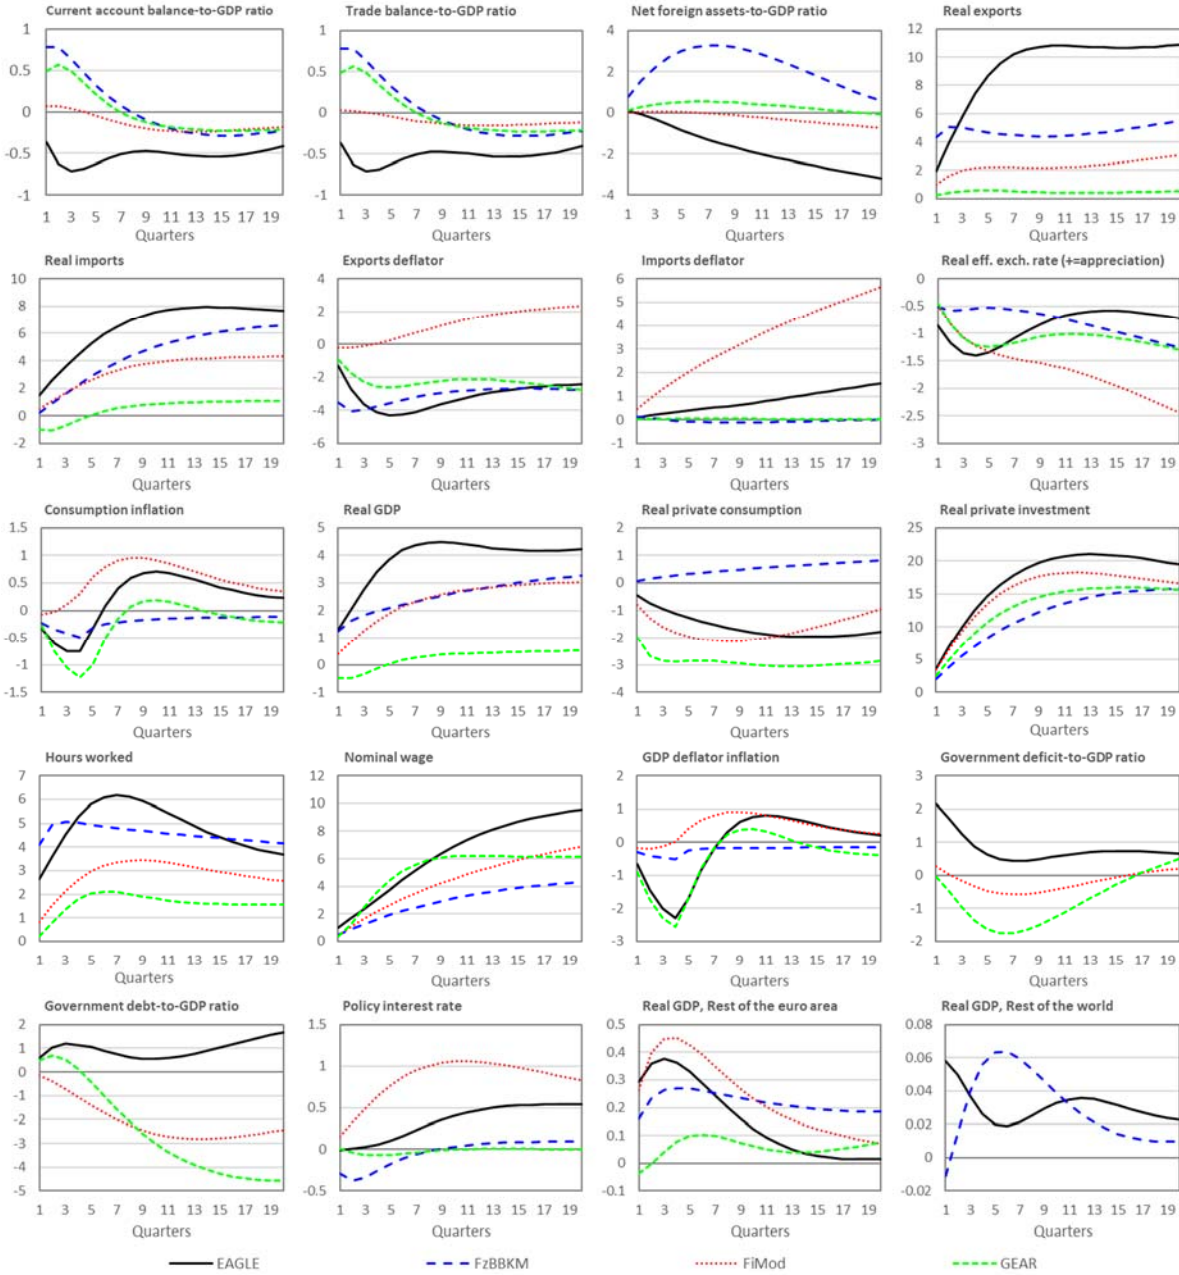 Current account balance-to-GDP ratio Trade balance-to-GDP ratio Net foreign assets-to-GDP ratio Real exports
1 1 4 12
0.5 0.5 2 10
0 0 0 8
-0.5 -0.5 -2 6
-1 -1 -4 4
2
0
1 3 5 7 9 11 13 15 17 19 1 3 5 7 9 11 13 15 17 19 1 3 5 7 9 11 13 15 17 19 1 3 5 7 9 11 13 15 17 19
Quarters Quarters Quarters Quarters
Real imports Exports deflator Imports deflator Real eff. exch. rate (+=appreciation)
10 4 6 0
8 2 5 -0.5
6 0 4 -1
4 -2 3 -1.5
2 -4 2 -2
0 -6 1 -2.5
-2 0 -3
-1
1 3 5 7 9 11 13 15 17 19 1 3 5 7 9 11 13 15 17 19 1 3 5 7 9 11 13 15 17 19 1 3 5 7 9 11 13 15 17 19
Quarters Quarters Quarters Quarters
Consumption inflation Real GDP Real private consumption Real private investment
1.5 5 2 25
1 4 1 20
0.5 3 0 15
0 2 -1 10
-0.5 1 -2 5
-1 0 -3 0
-1.5 -1 -4
1 3 5 7 9 11 13 15 17 19 1 3 5 7 9 11 13 15 17 19 1 3 5 7 9 11 13 15 17 19 1 3 5 7 9 11 13 15 17 19
Quarters Quarters Quarters Quarters
Hours worked Nominal wage GDP deflator inflation Government deficit-to-GDP ratio
7 12 2 3
6 10 1 2
5 8 0 1
4 6 -1 0
3 4 -2 -1
2 2 -3 -2
1 0
0
1 3 5 7 9 11 13 15 17 19 1 3 5 7 9 11 13 15 17 19 1 3 5 7 9 11 13 15 17 19 1 3 5 7 9 11 13 15 17 19
Quarters Quarters Quarters Quarters
Government debt-to-GDP ratio Policy interest rate Real GDP, Rest of the euro area Real GDP, Rest of the world
2 1.5 0.5 0.08
1 1 0.4 0.06
0 0.5 0.3 0.04
-1 0 0.2 0.02
-2 -0.5 0.1 0
-3 0 -0.02
-4 -0.1
-5
1 3 5 7 9 11 13 15 17 19 1 3 5 7 9 11 13 15 17 19 1 3 5 7 9 11 13 15 17 19 1 3 5 7 9 11 13 15 17 19
Quarters Quarters Quarters Quarters
EAGLE FzBBKM FiMod GEAR